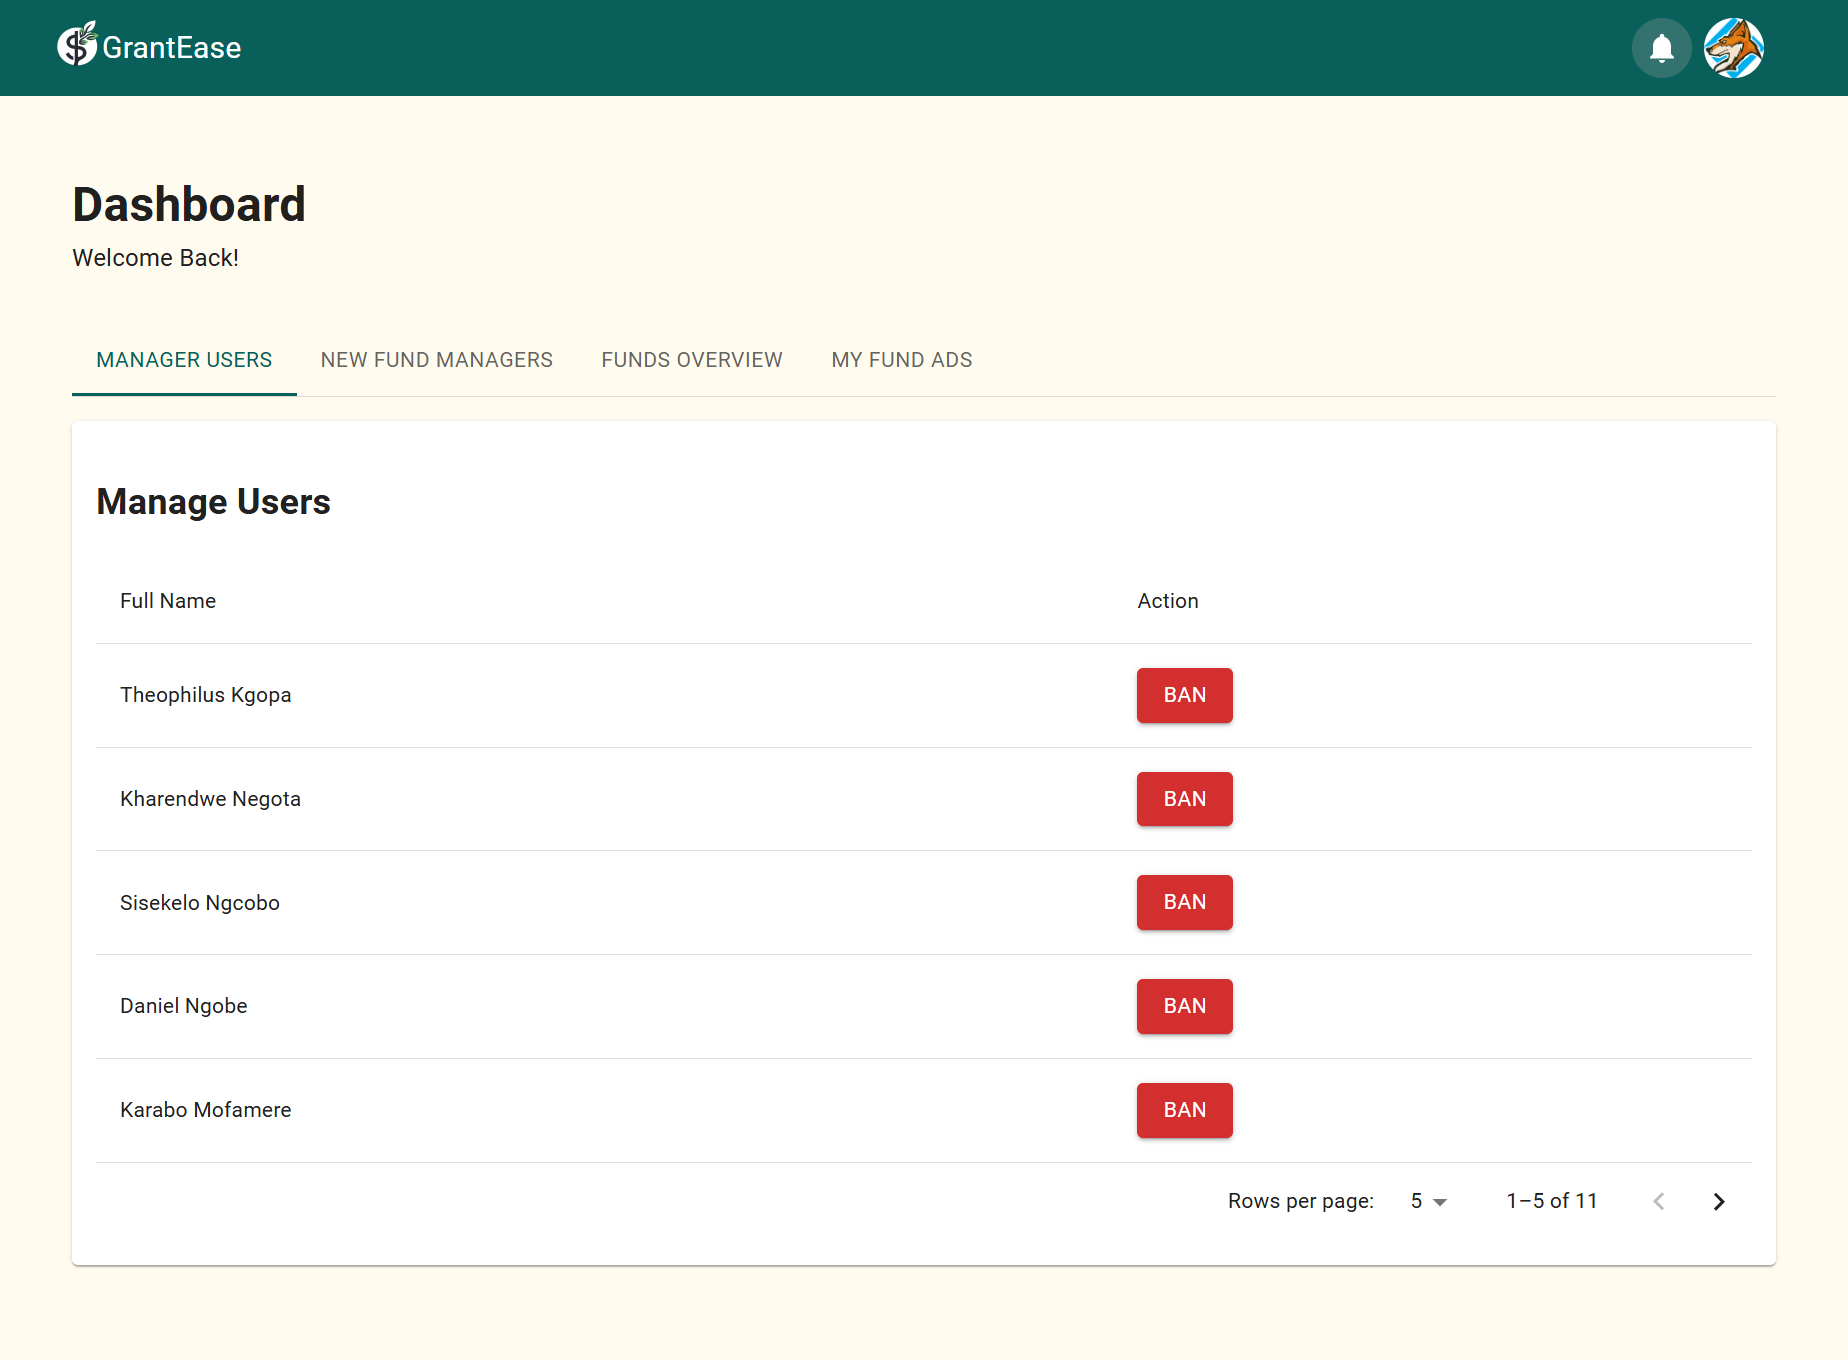 GrantEase
Dashboard
Welcome Back!
MANAGER USERS NEW FUND MANAGERS FUNDS OVERVIEW MY FUND ADS
Manage Users
Full Name Action
Theophilus Kgopa BAN
Kharendwe Negota BAN
Sisekelo Ngcobo BAN
Daniel Ngobe BAN
Karabo Mofamere BAN
Rows per page: 5 1–5 of 11